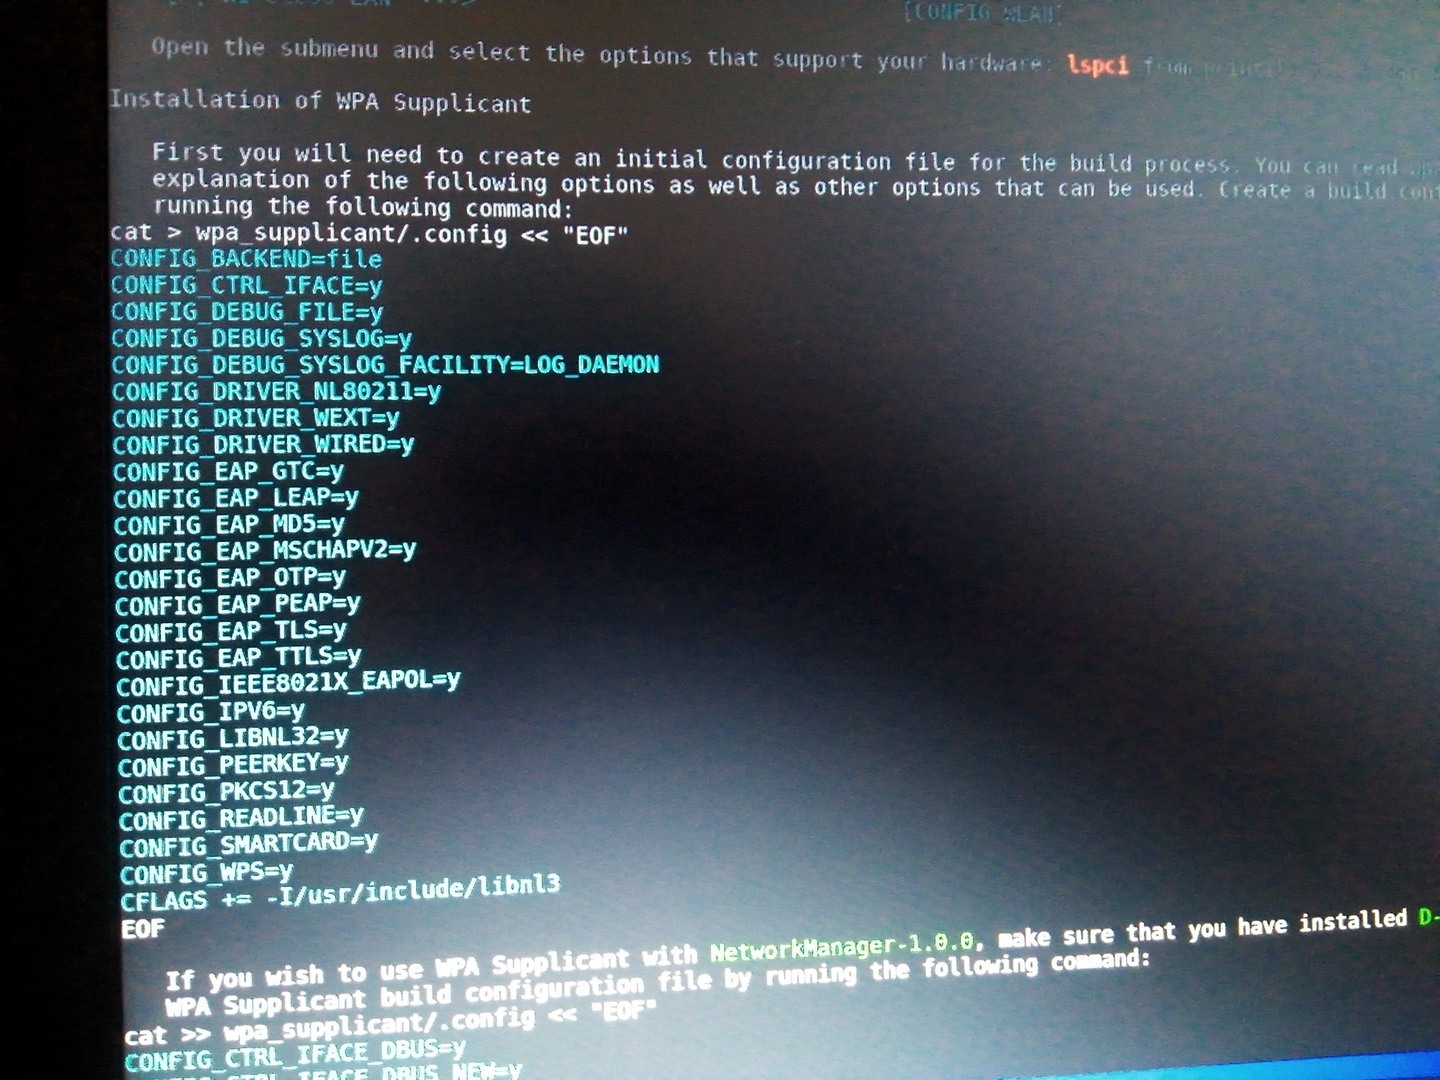 [CONFIG_WLAN]
Open the submenu and select the options that support your hardware: lspci from
Installation of WPA Supplicant
First you will need to create an initial configuration file for the build process. You can read
explanation of the following options as well as other options that can be used. Create a build
running the following command:
cat > wpa_supplicant/.config << "EOF"
CONFIG_BACKEND=file
CONFIG_CTRL_IFACE=y
CONFIG_DEBUG_FILE=y
CONFIG_DEBUG_SYSLOG=y
CONFIG_DEBUG_SYSLOG_FACILITY=LOG_DAEMON
CONFIG_DRIVER_NL80211=y
CONFIG_DRIVER_WEXT=y
CONFIG_DRIVER_WIRED=y
CONFIG_EAP_GTC=y
CONFIG_EAP_LEAP=y
CONFIG_EAP_MD5=y
CONFIG_EAP_MSCHAPV2=y
CONFIG_EAP_OTP=y
CONFIG_EAP_PEAP=y
CONFIG_EAP_TLS=y
CONFIG_EAP_TTLS=y
CONFIG_IEEE8021X_EAPOL=y
CONFIG_IPV6=y
CONFIG_LIBNL32=y
CONFIG_PEERKEY=y
CONFIG_PKCS12=y
CONFIG_READLINE=y
CONFIG_SMARTCARD=y
CONFIG_WPS=y
CFLAGS += -I/usr/include/libnl3
EOF
If you wish to use WPA Supplicant with NetworkManager-1.0.0, make sure that you have installed D-
WPA Supplicant build configuration file by running the following command:
cat >> wpa_supplicant/.config << "EOF"
CONFIG_CTRL_IFACE_DBUS=y
CONFIG_CTRL_IFACE_DBUS_NEW=y